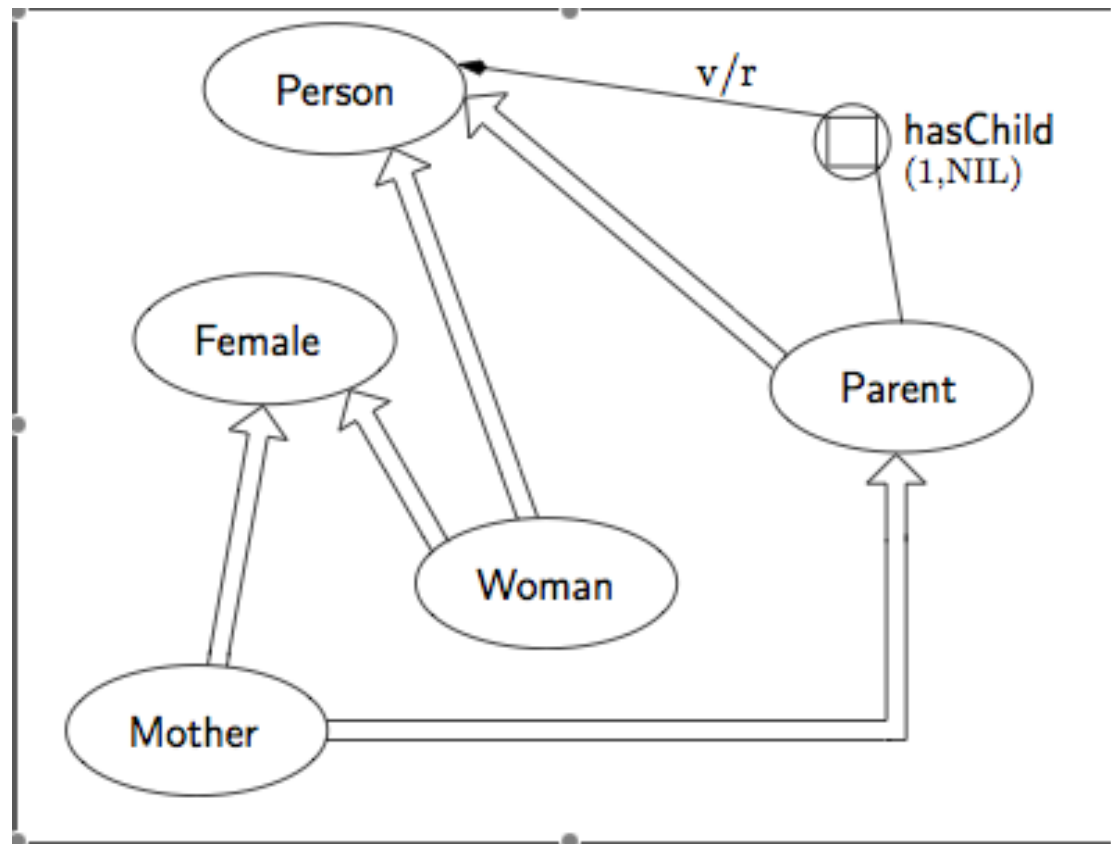 Person
v/r
hasChild
(1,NIL)
Female
Parent
Woman
Mother